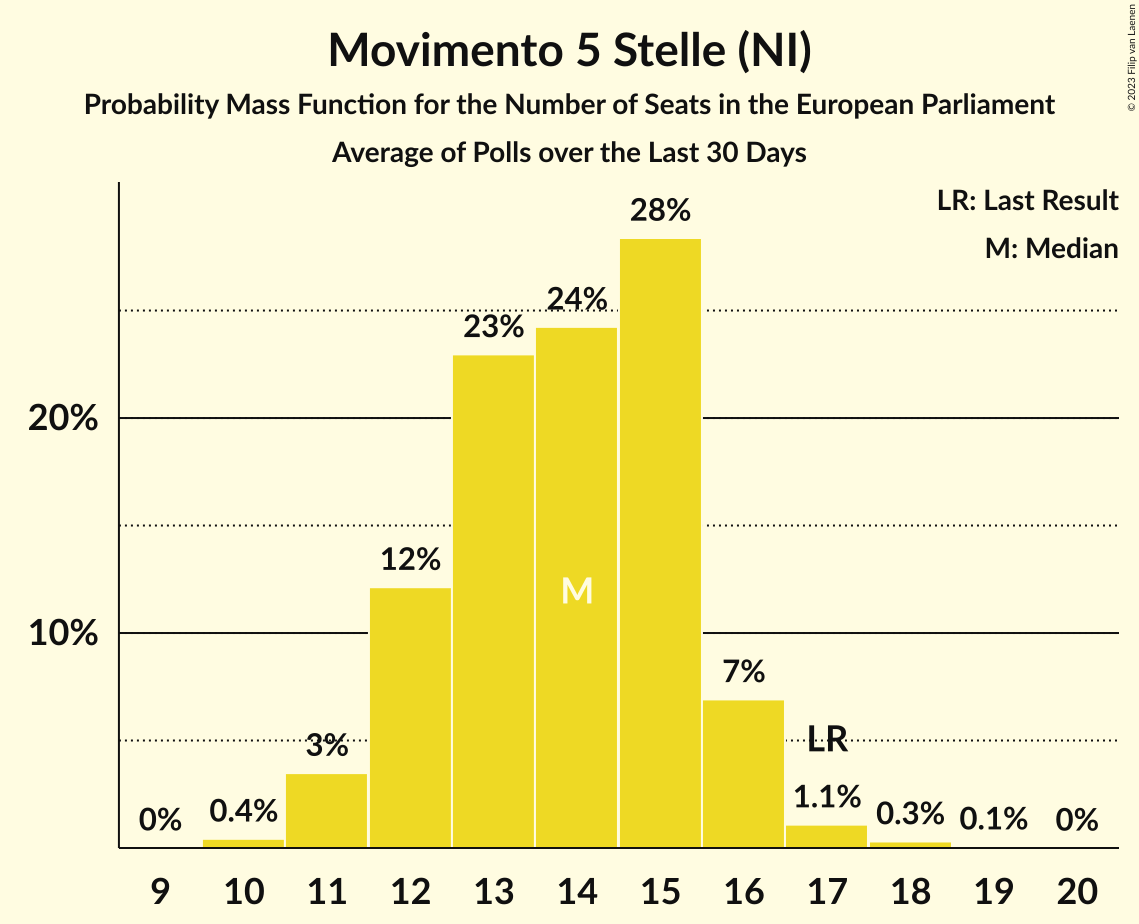 Movimento 5 Stelle (NI)
Probability Mass Function for the Number of Seats in the European Parliament
Average of Polls over the Last 30 Days
© 2023 Filip van Laenen
LR: Last Result
M: Median
28%
24%
23%
20%
12%
M
10%
7%
LR
3%
1.1%
0.4%
0.3%
0.1%
0%
0%
9 10 11 12 13 14 15 16 17 18 19 20